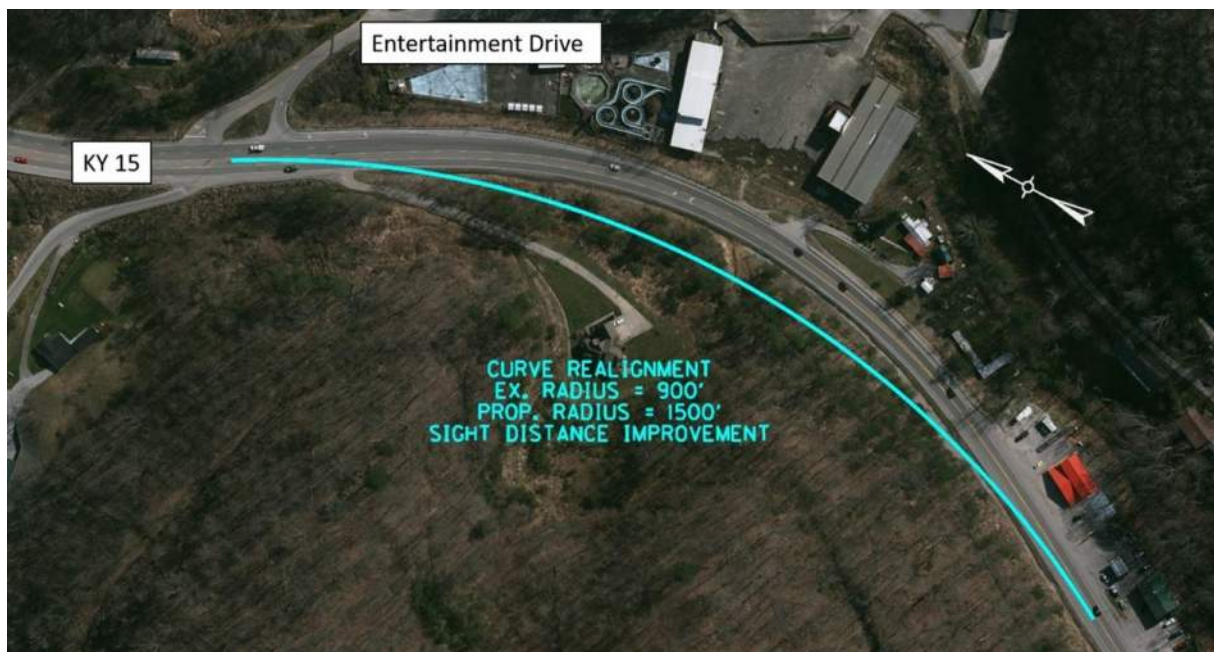 Entertainment Drive
KY 15
CURVE REALIGNMENT
EX. RADIUS = 900'
PROP. RADIUS = 1500'
SIGHT DISTANCE IMPROVEMENT